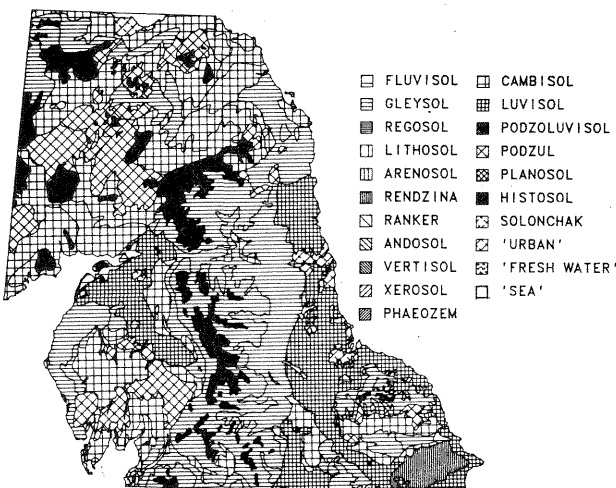 FLUVISOL
GLEYSOL
REGOSOL
LITHOSOL
ARENOSOL
RENDZINA
RANKER
ANDOSOL
VERTISOL
XEROSOL
PHAEOZEM
CAMBISOL
LUVISOL
PODZOLUVISOL
PODZUL
PLANOSOL
HISTOSOL
SOLONCHAK
'URBAN'
'FRESH WATER'
'SEA'